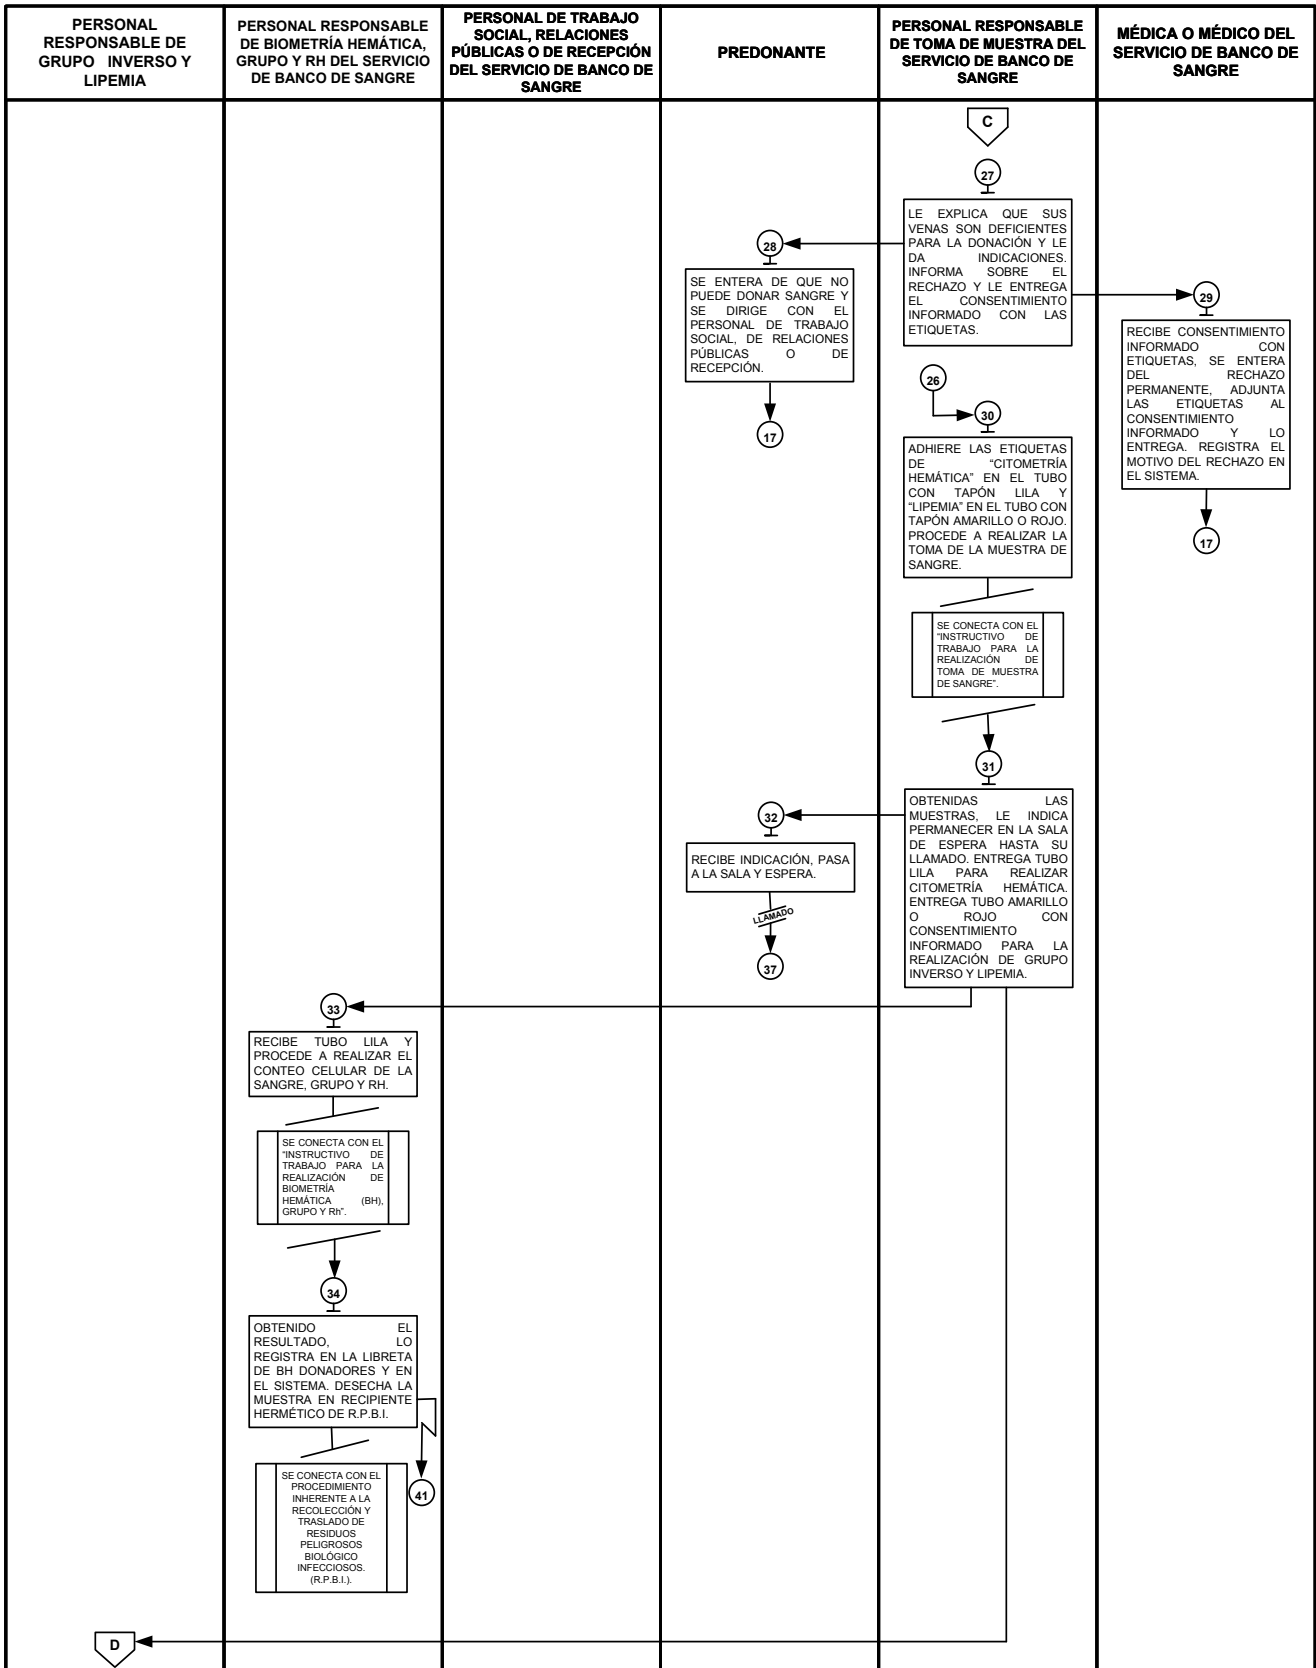 PERSONAL
RESPONSABLE DE
GRUPO INVERSO Y
LIPEMIA
PERSONAL RESPONSABLE
DE BIOMETRÍA HEMÁTICA,
GRUPO Y RH DEL SERVICIO
DE BANCO DE SANGRE
PERSONAL DE TRABAJO
SOCIAL, RELACIONES
PÚBLICAS O DE RECEPCIÓN
DEL SERVICIO DE BANCO DE
SANGRE
PREDONANTE
PERSONAL RESPONSABLE
DE TOMA DE MUESTRA DEL
SERVICIO DE BANCO DE
SANGRE
MÉDICA O MÉDICO DEL
SERVICIO DE BANCO DE
SANGRE
C
27
LE EXPLICA QUE SUS
VENAS SON DEFICIENTES
PARA LA DONACIÓN Y LE
DA INDICACIONES.
INFORMA SOBRE EL
RECHAZO Y LE ENTREGA
EL CONSENTIMIENTO
INFORMADO CON LAS
ETIQUETAS.
28
SE ENTERA DE QUE NO
PUEDE DONAR SANGRE Y
SE DIRIGE CON EL
PERSONAL DE TRABAJO
SOCIAL, DE RELACIONES
PÚBLICAS O DE
RECEPCIÓN.
17
29
RECIBE CONSENTIMIENTO
INFORMADO CON
ETIQUETAS, SE ENTERA
DEL RECHAZO
PERMANENTE, ADJUNTA
LAS ETIQUETAS AL
CONSENTIMIENTO
INFORMADO Y LO
ENTREGA. REGISTRA EL
MOTIVO DEL RECHAZO EN
EL SISTEMA.
17
26
30
ADHIERE LAS ETIQUETAS
DE “CITOMETRÍA
HEMÁTICA” EN EL TUBO
CON TAPÓN LILA Y
“LIPEMIA” EN EL TUBO CON
TAPÓN AMARILLO O ROJO.
PROCEDE A REALIZAR LA
TOMA DE LA MUESTRA DE
SANGRE.
SE CONECTA CON EL
“INSTRUCTIVO DE
TRABAJO PARA LA
REALIZACIÓN DE
TOMA DE MUESTRA
DE SANGRE”.
31
OBTENIDAS LAS
MUESTRAS, LE INDICA
PERMANECER EN LA SALA
DE ESPERA HASTA SU
LLAMADO. ENTREGA TUBO
LILA PARA REALIZAR
CITOMETRÍA HEMÁTICA.
ENTREGA TUBO AMARILLO
O ROJO CON
CONSENTIMIENTO
INFORMADO PARA LA
REALIZACIÓN DE GRUPO
INVERSO Y LIPEMIA.
32
RECIBE INDICACIÓN, PASA
A LA SALA Y ESPERA.
LLAMADO
37
33
RECIBE TUBO LILA Y
PROCEDE A REALIZAR EL
CONTEO CELULAR DE LA
SANGRE, GRUPO Y RH.
SE CONECTA CON EL
“INSTRUCTIVO DE
TRABAJO PARA LA
REALIZACIÓN DE
BIOMETRÍA
HEMÁTICA (BH),
GRUPO Y Rh”.
34
OBTENIDO EL
RESULTADO, LO
REGISTRA EN LA LIBRETA
DE BH DONADORES Y EN
EL SISTEMA. DESECHA LA
MUESTRA EN RECIPIENTE
HERMÉTICO DE R.P.B.I.
41
SE CONECTA CON EL
PROCEDIMIENTO
INHERENTE A LA
RECOLECCIÓN Y
TRASLADO DE
RESIDUOS
PELIGROSOS
BIOLÓGICO
INFECCIOSOS.
(R.P.B.I.).
D